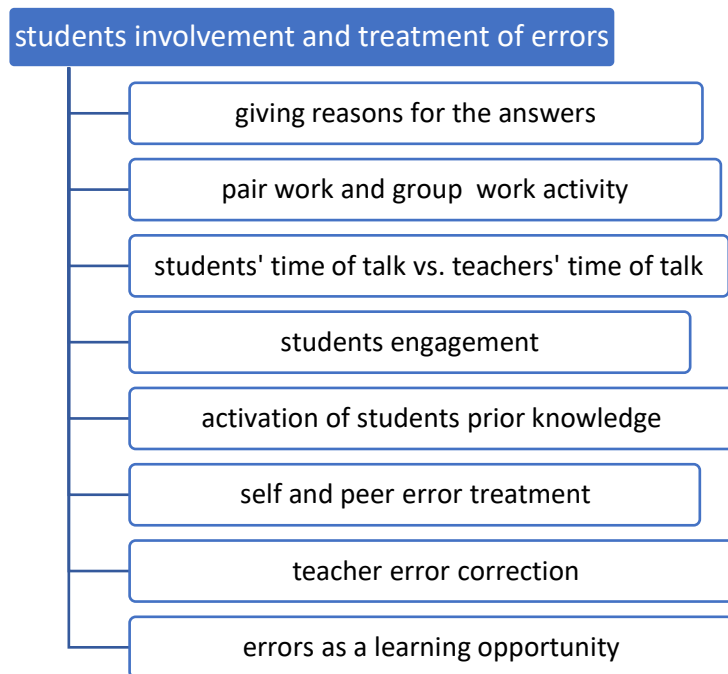 students involvement and treatment of errors
giving reasons for the answers
pair work and group work activity
students' time of talk vs. teachers' time of talk
students engagement
activation of students prior knowledge
self and peer error treatment
teacher error correction
errors as a learning opportunity